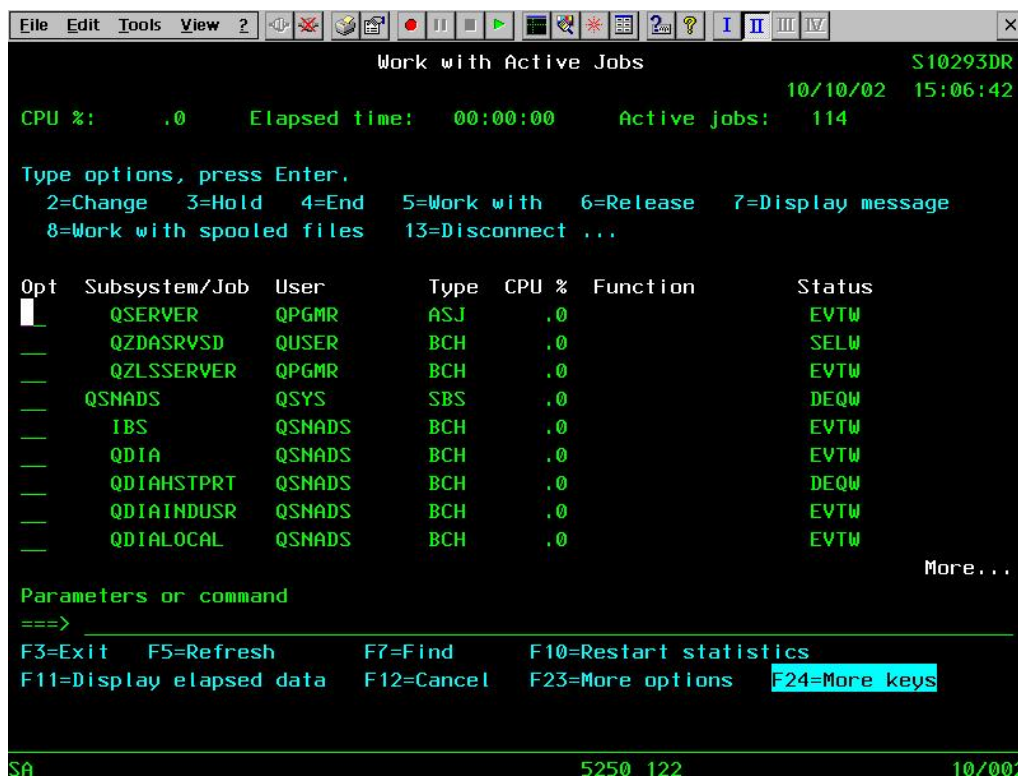 File Edit Tools View ?
I II III IV
Work with Active Jobs S10293DR
10/10/02 15:06:42
CPU %: .0 Elapsed time: 00:00:00 Active jobs: 114
Type options, press Enter.
2=Change 3=Hold 4=End 5=Work with 6=Release 7=Display message
8=Work with spooled files 13=Disconnect ...
Opt Subsystem/Job User Type CPU % Function Status
QSERVER QPGMR ASJ .0 EVTW
QZDASRVSD QUSER BCH .0 SELW
QZLSSERVER QPGMR BCH .0 EVTW
QSNADS QSYS SBS .0 DEQW
IBS QSNADS BCH .0 EVTW
QDIA QSNADS BCH .0 EVTW
QDIAHSTPRT QSNADS BCH .0 DEQW
QDIAINDUSR QSNADS BCH .0 EVTW
QDIALOCAL QSNADS BCH .0 EVTW
More...
Parameters or command
===>
F3=Exit F5=Refresh F7=Find F10=Restart statistics
F11=Display elapsed data F12=Cancel F23=More options F24=More keys
SA 5250 122